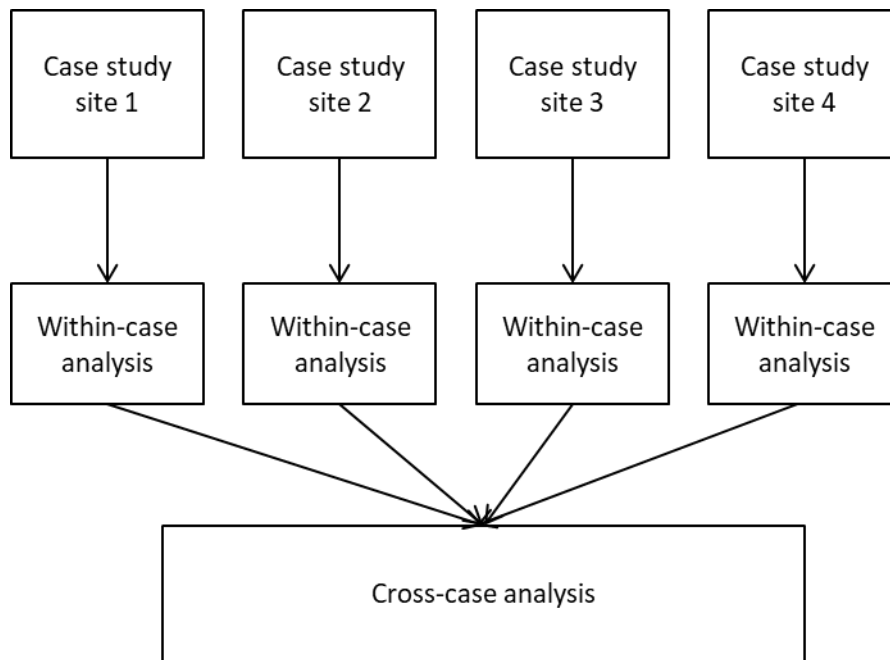 Case study
site 1
Case study
site 2
Case study
site 3
Case study
site 4
Within-case
analysis
Within-case
analysis
Within-case
analysis
Within-case
analysis
Cross-case analysis